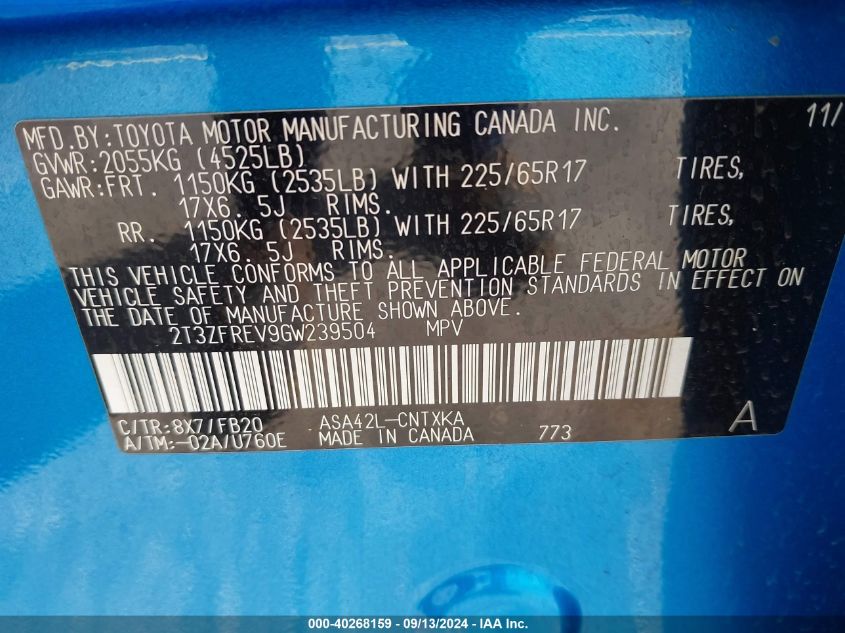 MFD.BY:TOYOTA MOTOR MANUFACTURING CANADA INC. 11/
GVWR:2055KG (4525LB)
GAWR:FRT. 1150KG (2535LB) WITH 225/65R17 TIRES,
17X6. 5J RIMS.
RR. 1150KG (2535LB) WITH 225/65R17 TIRES,
17X6. 5J RIMS.
THIS VEHICLE CONFORMS TO ALL APPLICABLE FEDERAL MOTOR
VEHICLE SAFETY AND THEFT PREVENTION STANDARDS IN EFFECT ON
THE DATE OF MANUFACTURE SHOWN ABOVE.
2T3ZFREV9GW239504 MPV
C/TR:8X7/FB20 ASA42L-CNTXKA A
A/TM:-02A/U760E MADE IN CANADA 773
000-40268159 - 09/13/2024 - IAA Inc.